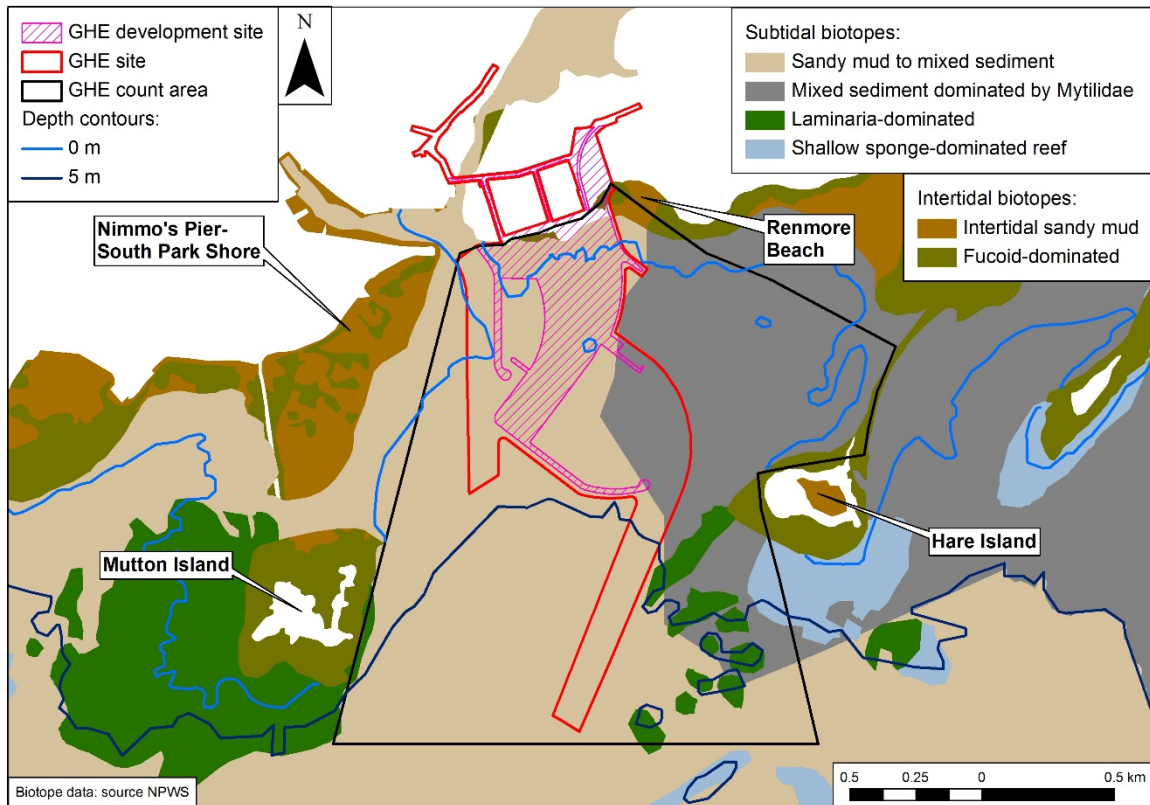 GHE development site
GHE site
GHE count area
Depth contours:
0 m
5 m
N
Subtidal biotopes:
Sandy mud to mixed sediment
Mixed sediment dominated by Mytilidae
Laminaria-dominated
Shallow sponge-dominated reef
Intertidal biotopes:
Intertidal sandy mud
Fucoid-dominated
Nimmo's Pier-
South Park Shore
Renmore
Beach
Mutton Island
Hare Island
Biotope data: source NPWS
0.5 0.25 0 0.5 km